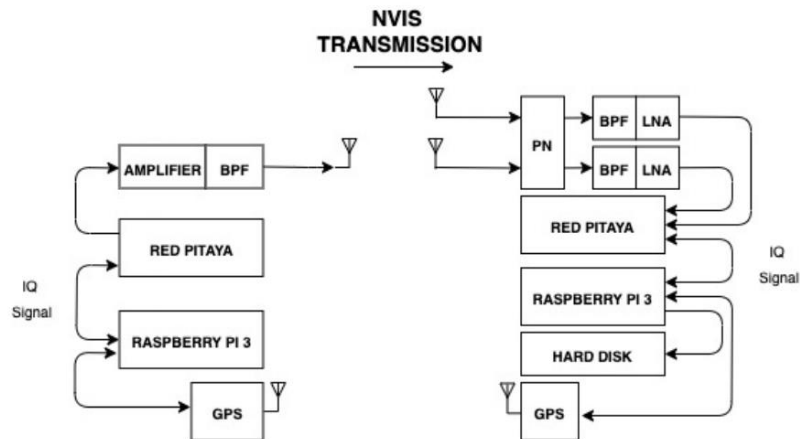 NVIS
TRANSMISSION
AMPLIFIER
BPF
RED PITAYA
IQ
Signal
RASPBERRY PI 3
GPS
PN
BPF
LNA
BPF
LNA
RED PITAYA
IQ
Signal
RASPBERRY PI 3
HARD DISK
GPS